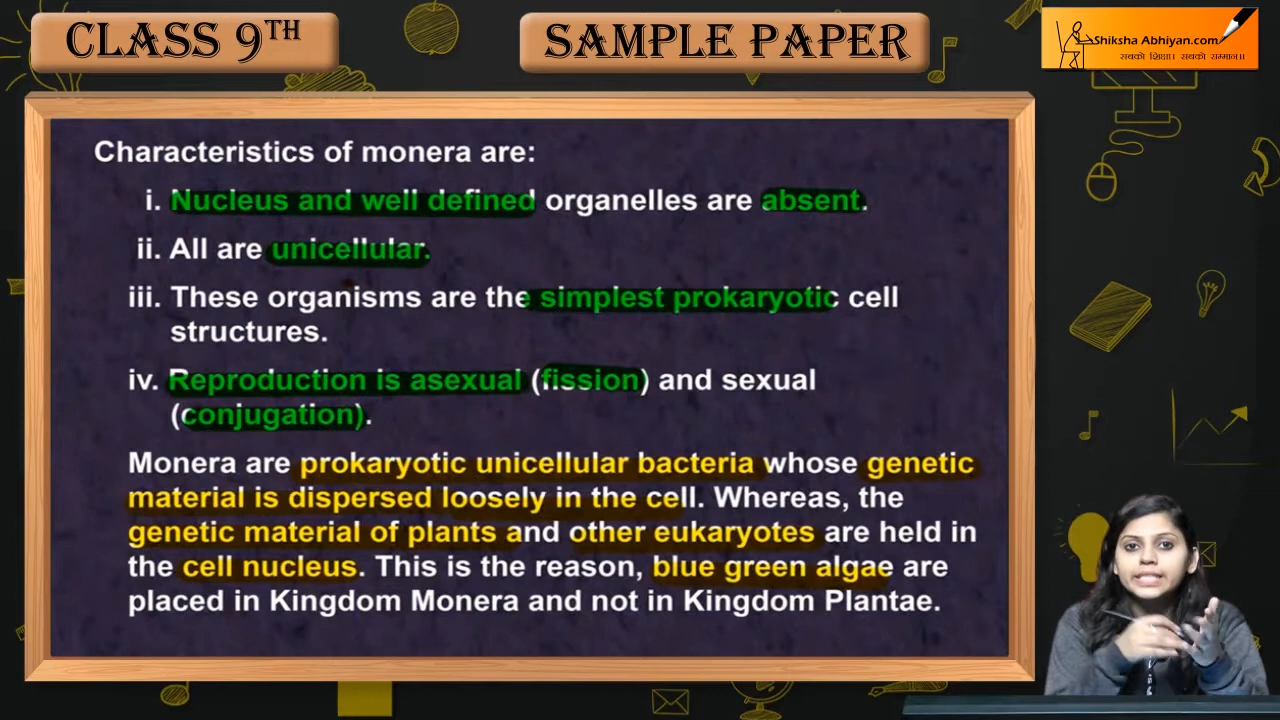 CLASS 9TH
SAMPLE PAPER
Shiksha Abhiyan.com
सबको शिक्षा। सबको सम्मान॥
Characteristics of monera are:
i. Nucleus and well defined organelles are absent.
ii. All are unicellular.
iii. These organisms are the simplest prokaryotic cell
structures.
iv. Reproduction is asexual (fission) and sexual
(conjugation).
Monera are prokaryotic unicellular bacteria whose genetic
material is dispersed loosely in the cell. Whereas, the
genetic material of plants and other eukaryotes are held in
the cell nucleus. This is the reason, blue green algae are
placed in Kingdom Monera and not in Kingdom Plantae.